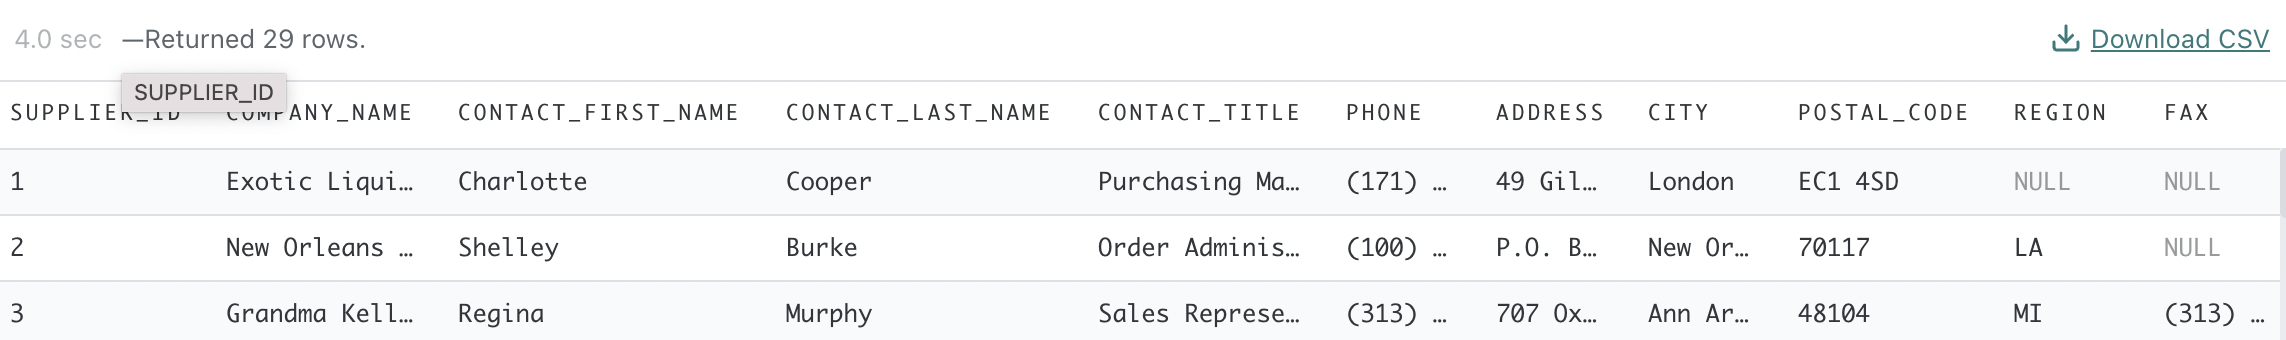 4.0 sec —Returned 29 rows. Download CSV
SUPPLIER_ID
SUPPLIER_ID COMPANY_NAME CONTACT_FIRST_NAME CONTACT_LAST_NAME CONTACT_TITLE PHONE ADDRESS CITY POSTAL_CODE REGION FAX
1 Exotic Liqui… Charlotte Cooper Purchasing Ma… (171) … 49 Gil… London EC1 4SD NULL NULL
2 New Orleans … Shelley Burke Order Adminis… (100) … P.O. B… New Or… 70117 LA NULL
3 Grandma Kell… Regina Murphy Sales Represe… (313) … 707 Ox… Ann Ar… 48104 MI (313) …